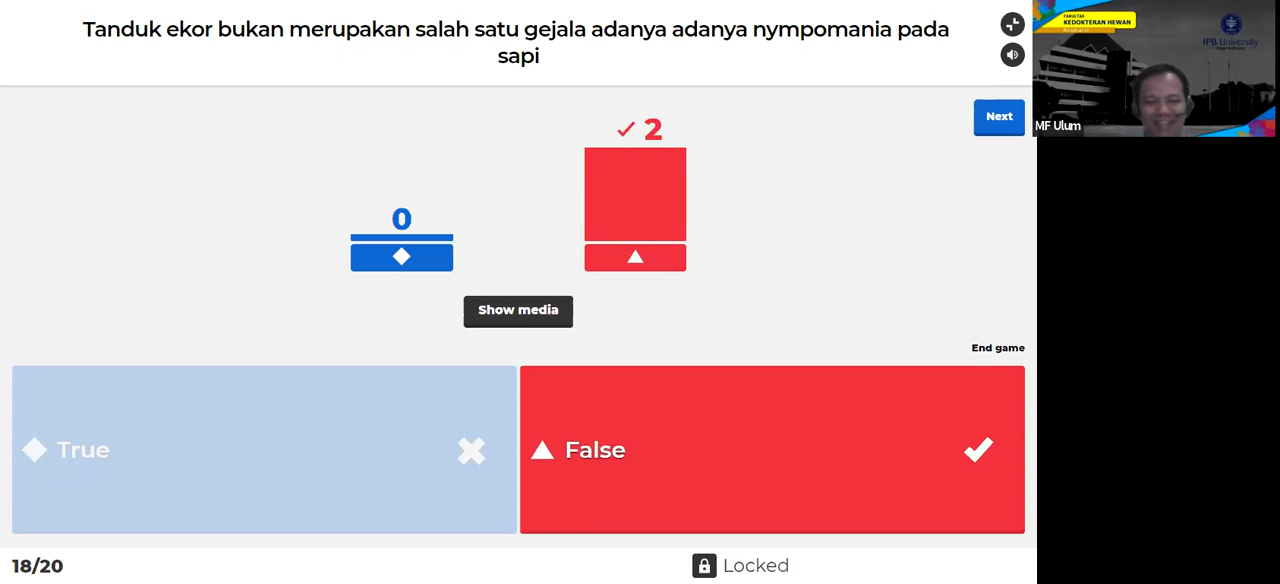 Tanduk ekor bukan merupakan salah satu gejala adanya adanya nympomania pada
sapi
FAKULTAS
KEDOKTERAN HEWAN
IPB University
MF Ulum
Next
2
0
Show media
End game
True
False
18/20
Locked